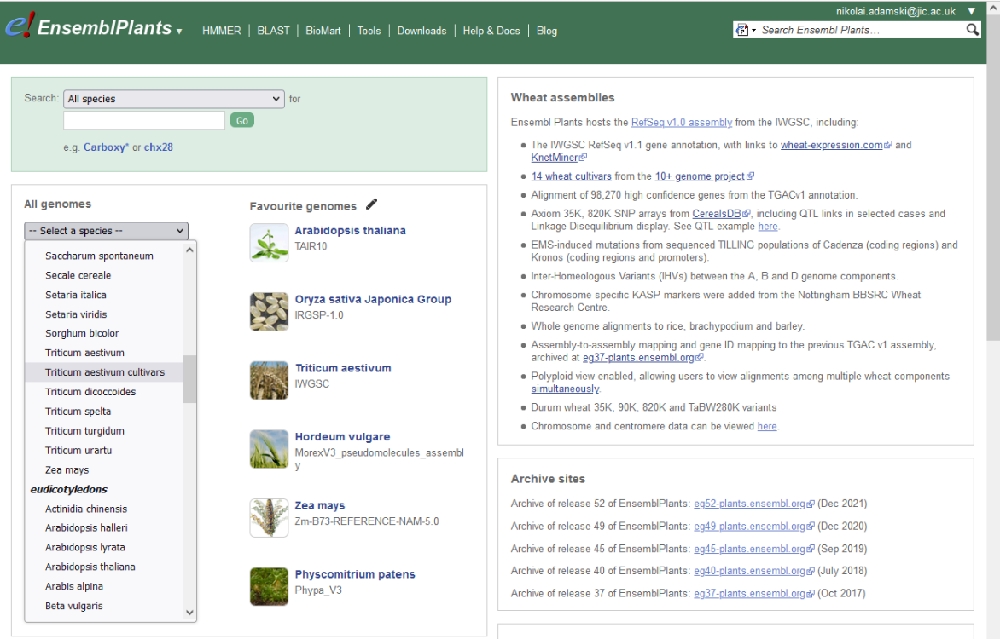 nikolai.adamski@jic.ac.uk ▼
e! EnsemblPlants ▾
HMMER | BLAST | BioMart | Tools | Downloads | Help & Docs | Blog
Search Ensembl Plants...
Search: All species for
Go
e.g. Carboxy* or chx28
All genomes
-- Select a species --
Saccharum spontaneum
Secale cereale
Setaria italica
Setaria viridis
Sorghum bicolor
Triticum aestivum
Triticum aestivum cultivars
Triticum dicoccoides
Triticum spelta
Triticum turgidum
Triticum urartu
Zea mays
eudicotyledons
Actinidia chinensis
Arabidopsis halleri
Arabidopsis lyrata
Arabidopsis thaliana
Arabis alpina
Beta vulgaris
Favourite genomes
Arabidopsis thaliana
TAIR10
Oryza sativa Japonica Group
IRGSP-1.0
Triticum aestivum
IWGSC
Hordeum vulgare
MorexV3_pseudomolecules_assembl
y
Zea mays
Zm-B73-REFERENCE-NAM-5.0
Physcomitrium patens
Phypa_V3
Wheat assemblies
Ensembl Plants hosts the RefSeq v1.0 assembly from the IWGSC, including:
• The IWGSC RefSeq v1.1 gene annotation, with links to wheat-expression.com and
KnetMiner
• 14 wheat cultivars from the 10+ genome project
• Alignment of 98,270 high confidence genes from the TGACv1 annotation.
• Axiom 35K, 820K SNP arrays from CerealsDB, including QTL links in selected cases and
Linkage Disequilibrium display. See QTL example here.
• EMS-induced mutations from sequenced TILLING populations of Cadenza (coding regions) and
Kronos (coding regions and promoters).
• Inter-Homeologous Variants (IHVs) between the A, B and D genome components.
• Chromosome specific KASP markers were added from the Nottingham BBSRC Wheat
Research Centre.
• Whole genome alignments to rice, brachypodium and barley.
• Assembly-to-assembly mapping and gene ID mapping to the previous TGAC v1 assembly,
archived at eg37-plants.ensembl.org.
• Polyploid view enabled, allowing users to view alignments among multiple wheat components
simultaneously.
• Durum wheat 35K, 90K, 820K and TaBW280K variants
• Chromosome and centromere data can be viewed here.
Archive sites
Archive of release 52 of EnsemblPlants: eg52-plants.ensembl.org (Dec 2021)
Archive of release 49 of EnsemblPlants: eg49-plants.ensembl.org (Dec 2020)
Archive of release 45 of EnsemblPlants: eg45-plants.ensembl.org (Sep 2019)
Archive of release 40 of EnsemblPlants: eg40-plants.ensembl.org (July 2018)
Archive of release 37 of EnsemblPlants: eg37-plants.ensembl.org (Oct 2017)